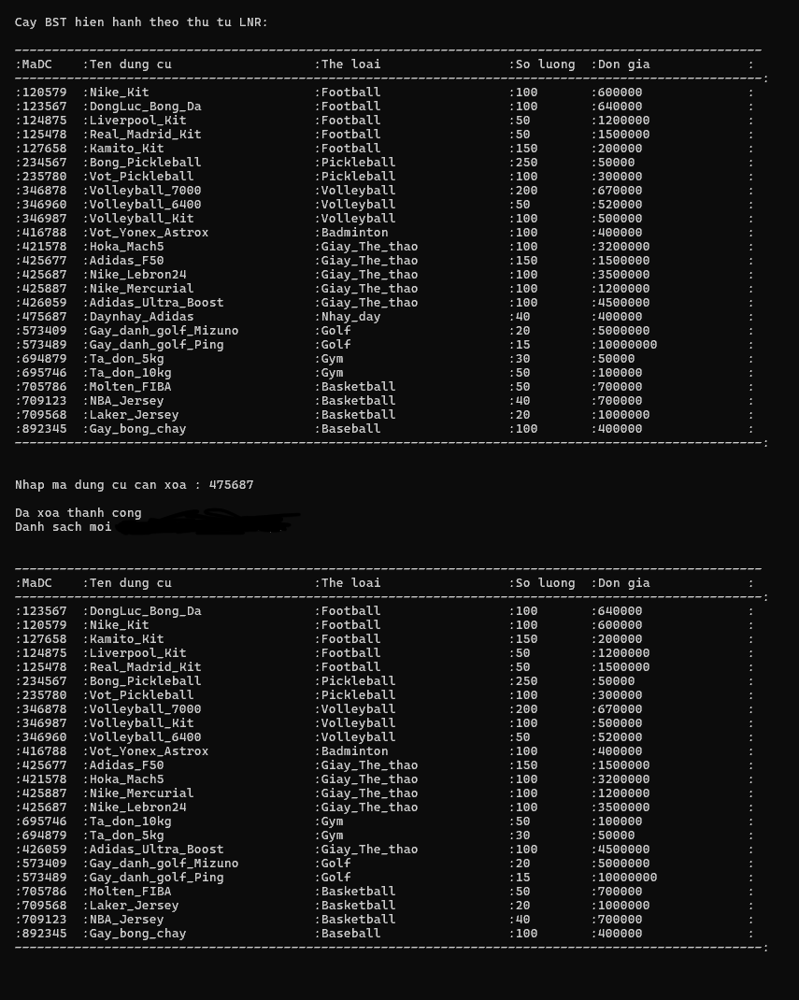 Cay BST hien hanh theo thu tu LNR:
:MaDC :Ten dung cu :The loai :So luong :Don gia :
:120579 :Nike_Kit :Football :100 :600000 :
:123567 :DongLuc_Bong_Da :Football :100 :640000 :
:124875 :Liverpool_Kit :Football :50 :1200000 :
:125478 :Real_Madrid_Kit :Football :50 :1500000 :
:127658 :Kamito_Kit :Football :150 :200000 :
:234567 :Bong_Pickleball :Pickleball :250 :50000 :
:235780 :Vot_Pickleball :Pickleball :100 :300000 :
:346878 :Volleyball_7000 :Volleyball :200 :670000 :
:346960 :Volleyball_6400 :Volleyball :50 :520000 :
:346987 :Volleyball_Kit :Volleyball :100 :500000 :
:416788 :Vot_Yonex_Astrox :Badminton :100 :400000 :
:421578 :Hoka_Mach5 :Giay_The_thao :100 :3200000 :
:425677 :Adidas_F50 :Giay_The_thao :150 :1500000 :
:425687 :Nike_Lebron24 :Giay_The_thao :100 :3500000 :
:425887 :Nike_Mercurial :Giay_The_thao :100 :1200000 :
:426059 :Adidas_Ultra_Boost :Giay_The_thao :100 :4500000 :
:475687 :Daynhay_Adidas :Nhay_day :40 :400000 :
:573409 :Gay_danh_golf_Mizuno :Golf :20 :5000000 :
:573489 :Gay_danh_golf_Ping :Golf :15 :10000000 :
:694879 :Ta_don_5kg :Gym :30 :50000 :
:695746 :Ta_don_10kg :Gym :50 :100000 :
:705786 :Molten_FIBA :Basketball :50 :700000 :
:709123 :NBA_Jersey :Basketball :40 :700000 :
:709568 :Laker_Jersey :Basketball :20 :1000000 :
:892345 :Gay_bong_chay :Baseball :100 :400000 :
Nhap ma dung cu can xoa : 475687
Da xoa thanh cong
Danh sach moi
:MaDC :Ten dung cu :The loai :So luong :Don gia :
:123567 :DongLuc_Bong_Da :Football :100 :640000 :
:120579 :Nike_Kit :Football :100 :600000 :
:127658 :Kamito_Kit :Football :150 :200000 :
:124875 :Liverpool_Kit :Football :50 :1200000 :
:125478 :Real_Madrid_Kit :Football :50 :1500000 :
:234567 :Bong_Pickleball :Pickleball :250 :50000 :
:235780 :Vot_Pickleball :Pickleball :100 :300000 :
:346878 :Volleyball_7000 :Volleyball :200 :670000 :
:346987 :Volleyball_Kit :Volleyball :100 :500000 :
:346960 :Volleyball_6400 :Volleyball :50 :520000 :
:416788 :Vot_Yonex_Astrox :Badminton :100 :400000 :
:425677 :Adidas_F50 :Giay_The_thao :150 :1500000 :
:421578 :Hoka_Mach5 :Giay_The_thao :100 :3200000 :
:425887 :Nike_Mercurial :Giay_The_thao :100 :1200000 :
:425687 :Nike_Lebron24 :Giay_The_thao :100 :3500000 :
:695746 :Ta_don_10kg :Gym :50 :100000 :
:694879 :Ta_don_5kg :Gym :30 :50000 :
:426059 :Adidas_Ultra_Boost :Giay_The_thao :100 :4500000 :
:573409 :Gay_danh_golf_Mizuno :Golf :20 :5000000 :
:573489 :Gay_danh_golf_Ping :Golf :15 :10000000 :
:705786 :Molten_FIBA :Basketball :50 :700000 :
:709568 :Laker_Jersey :Basketball :20 :1000000 :
:709123 :NBA_Jersey :Basketball :40 :700000 :
:892345 :Gay_bong_chay :Baseball :100 :400000 :